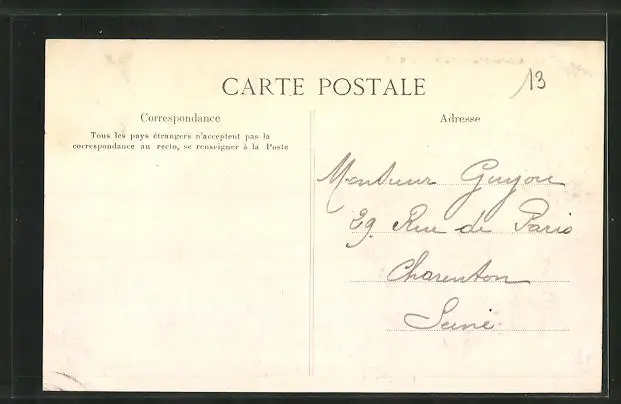 13
CARTE POSTALE
Correspondance
Tous les pays étrangers n'acceptent pas la
correspondance au recto, se renseigner à la Poste
Adresse
Monsieur Guyon
29 Rue de Paris
Charenton
Seine